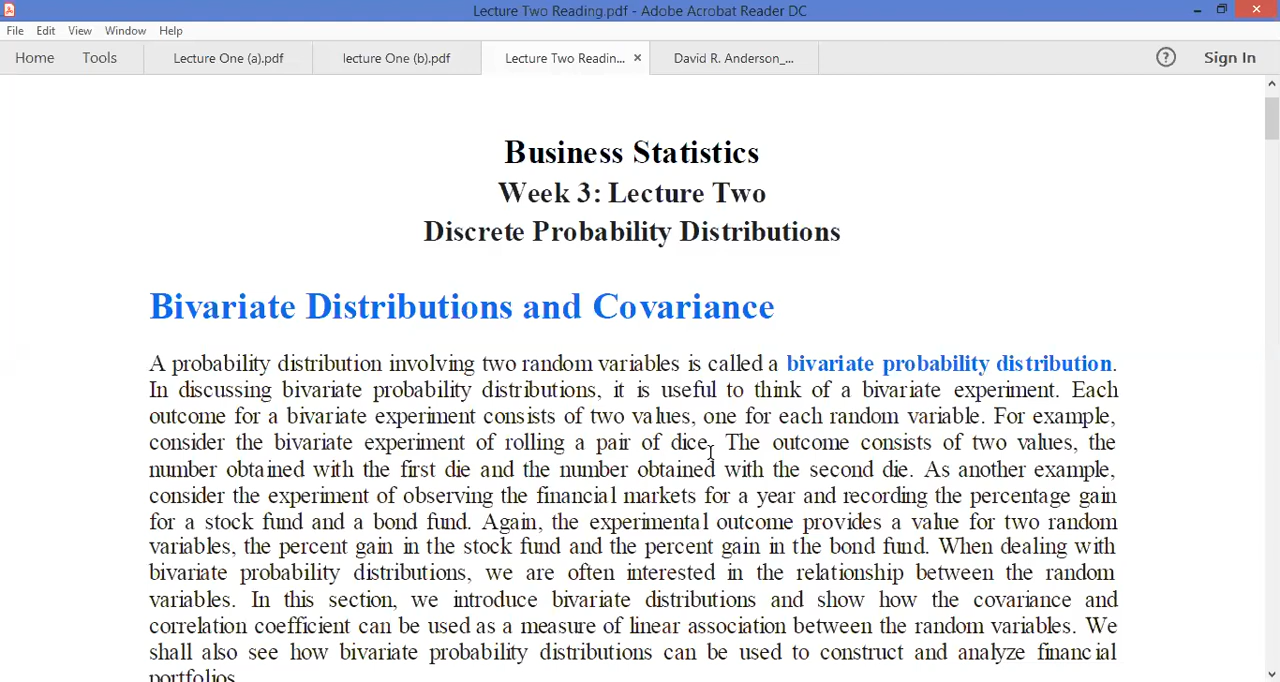 Lecture Two Reading.pdf - Adobe Acrobat Reader DC
File Edit View Window Help
Home Tools Lecture One (a).pdf lecture One (b).pdf Lecture Two Readin... × David R. Anderson_... ? Sign In
Business Statistics
Week 3: Lecture Two
Discrete Probability Distributions
Bivariate Distributions and Covariance
A probability distribution involving two random variables is called a bivariate probability distribution.
In discussing bivariate probability distributions, it is useful to think of a bivariate experiment. Each
outcome for a bivariate experiment consists of two values, one for each random variable. For example,
consider the bivariate experiment of rolling a pair of dice. The outcome consists of two values, the
number obtained with the first die and the number obtained with the second die. As another example,
consider the experiment of observing the financial markets for a year and recording the percentage gain
for a stock fund and a bond fund. Again, the experimental outcome provides a value for two random
variables, the percent gain in the stock fund and the percent gain in the bond fund. When dealing with
bivariate probability distributions, we are often interested in the relationship between the random
variables. In this section, we introduce bivariate distributions and show how the covariance and
correlation coefficient can be used as a measure of linear association between the random variables. We
shall also see how bivariate probability distributions can be used to construct and analyze financial
portfolios.